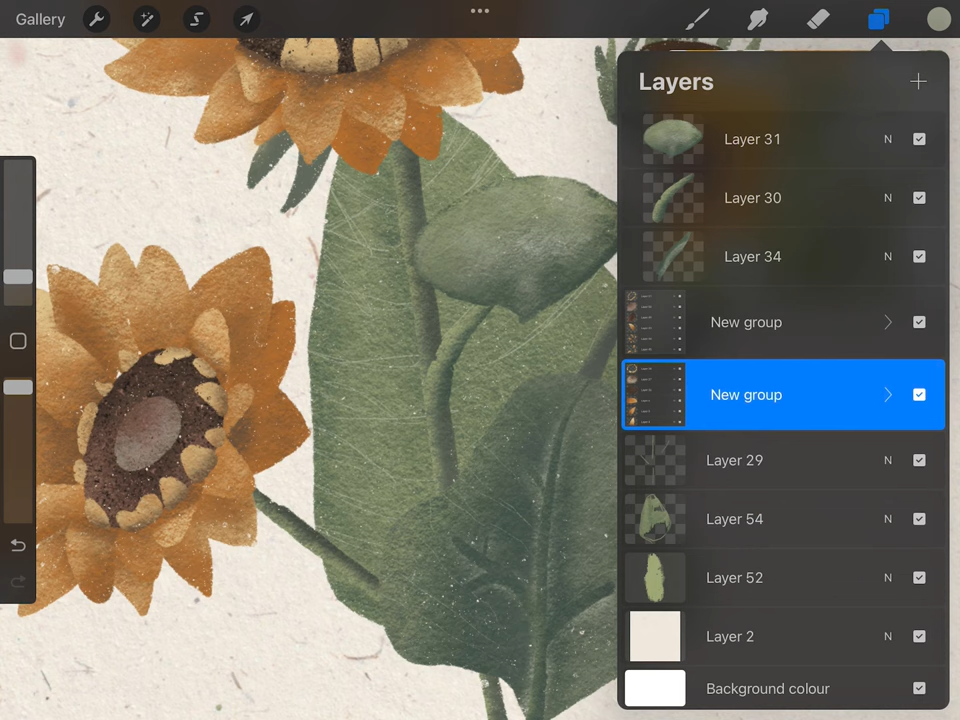 Gallery
Layers
Layer 31 N
Layer 30 N
Layer 34 N
New group
New group
Layer 29 N
Layer 54 N
Layer 52 N
Layer 2 N
Background colour